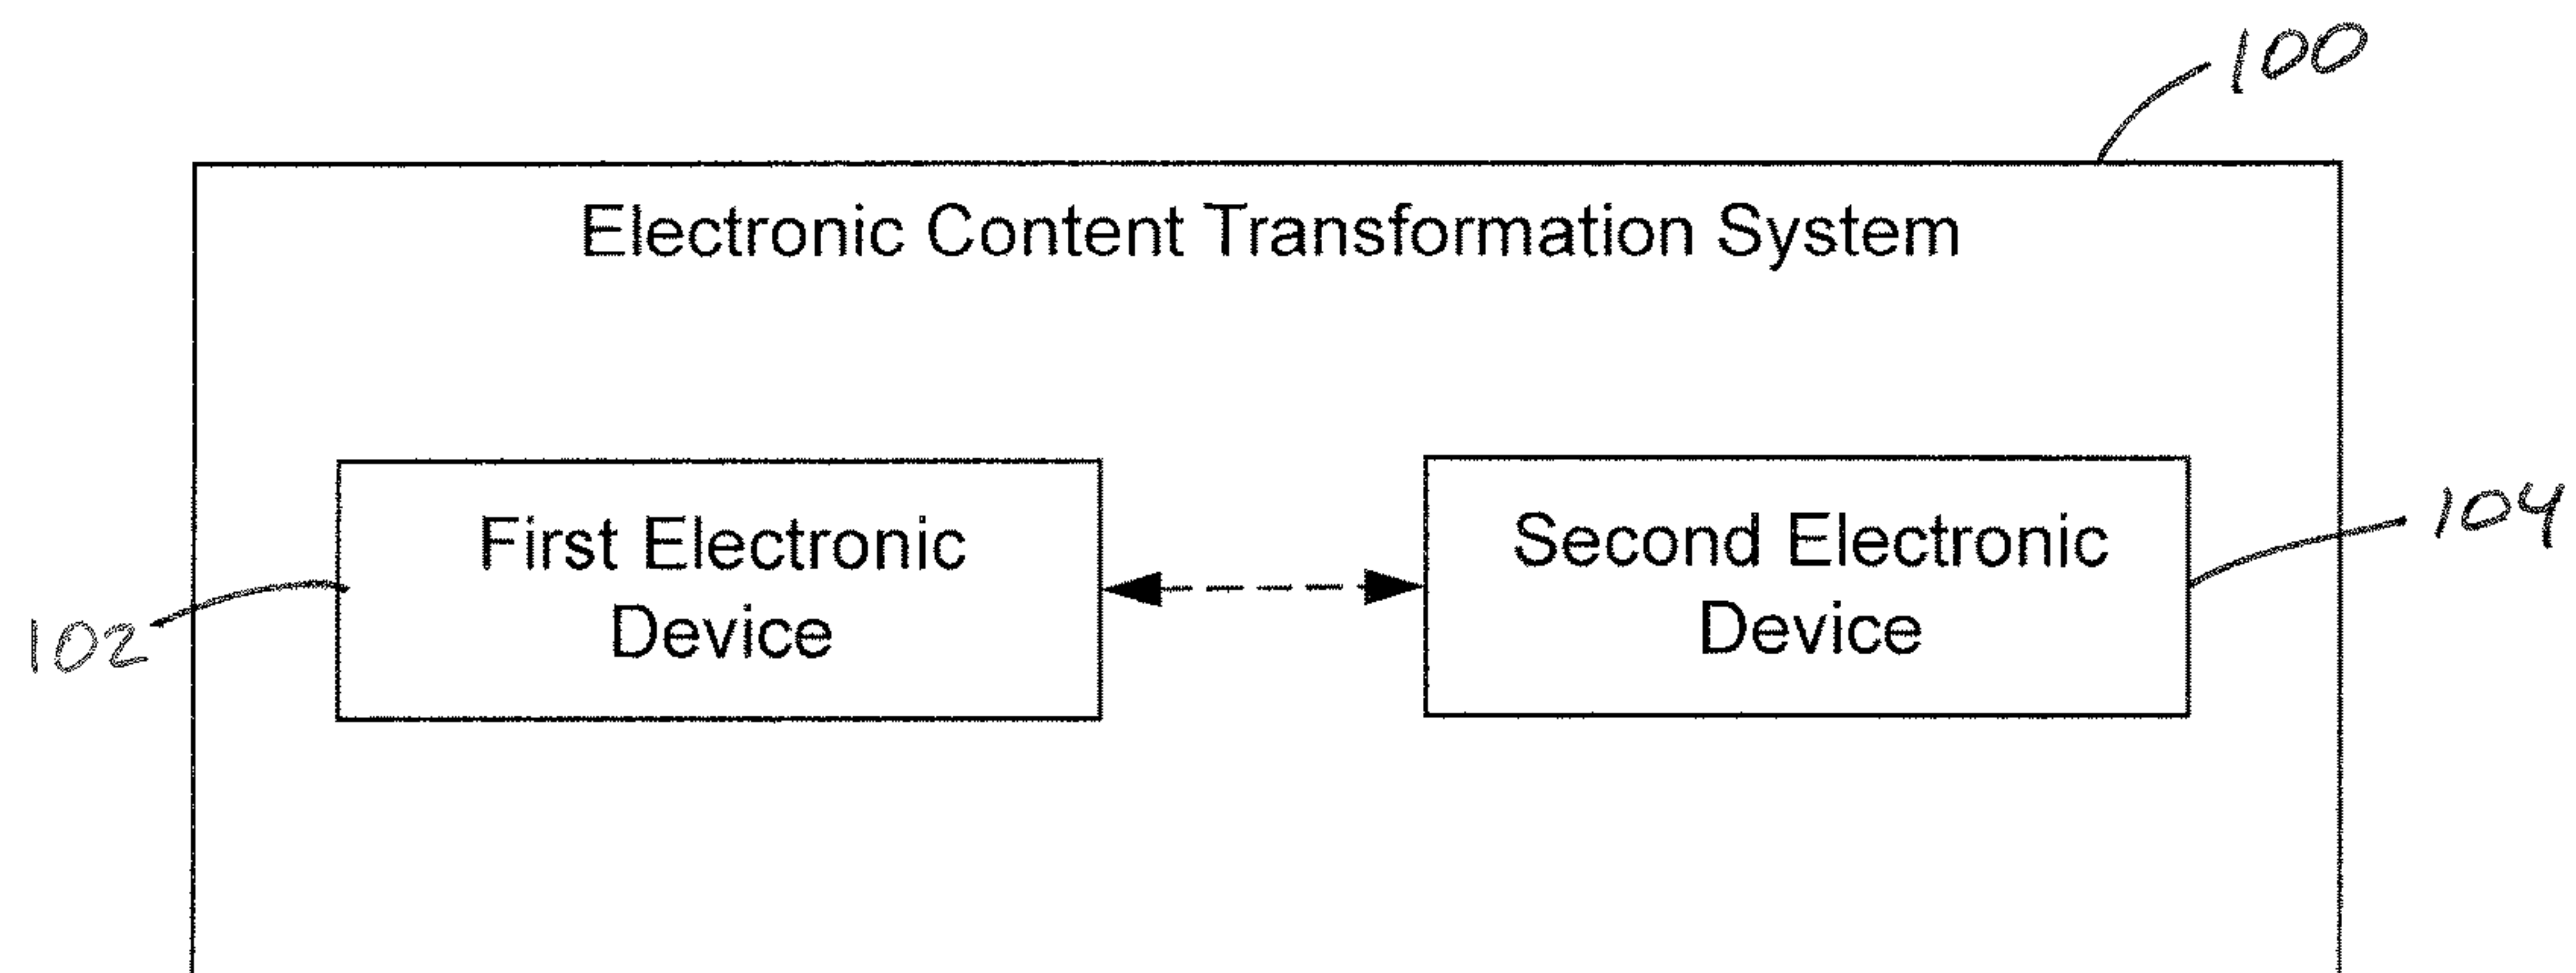 100
Electronic Content Transformation System
First Electronic
Device
Second Electronic
Device
102
104